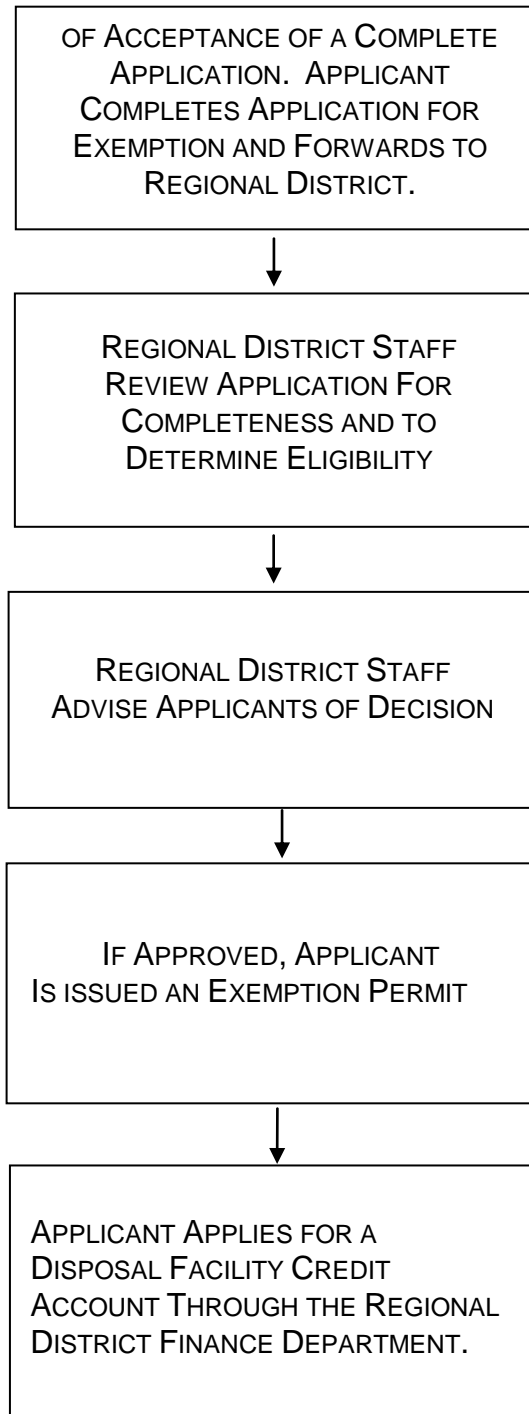 OF ACCEPTANCE OF A COMPLETE
APPLICATION. APPLICANT
COMPLETES APPLICATION FOR
EXEMPTION AND FORWARDS TO
REGIONAL DISTRICT.
REGIONAL DISTRICT STAFF
REVIEW APPLICATION FOR
COMPLETENESS AND TO
DETERMINE ELIGIBILITY
REGIONAL DISTRICT STAFF
ADVISE APPLICANTS OF DECISION
IF APPROVED, APPLICANT
IS ISSUED AN EXEMPTION PERMIT
APPLICANT APPLIES FOR A
DISPOSAL FACILITY CREDIT
ACCOUNT THROUGH THE REGIONAL
DISTRICT FINANCE DEPARTMENT.